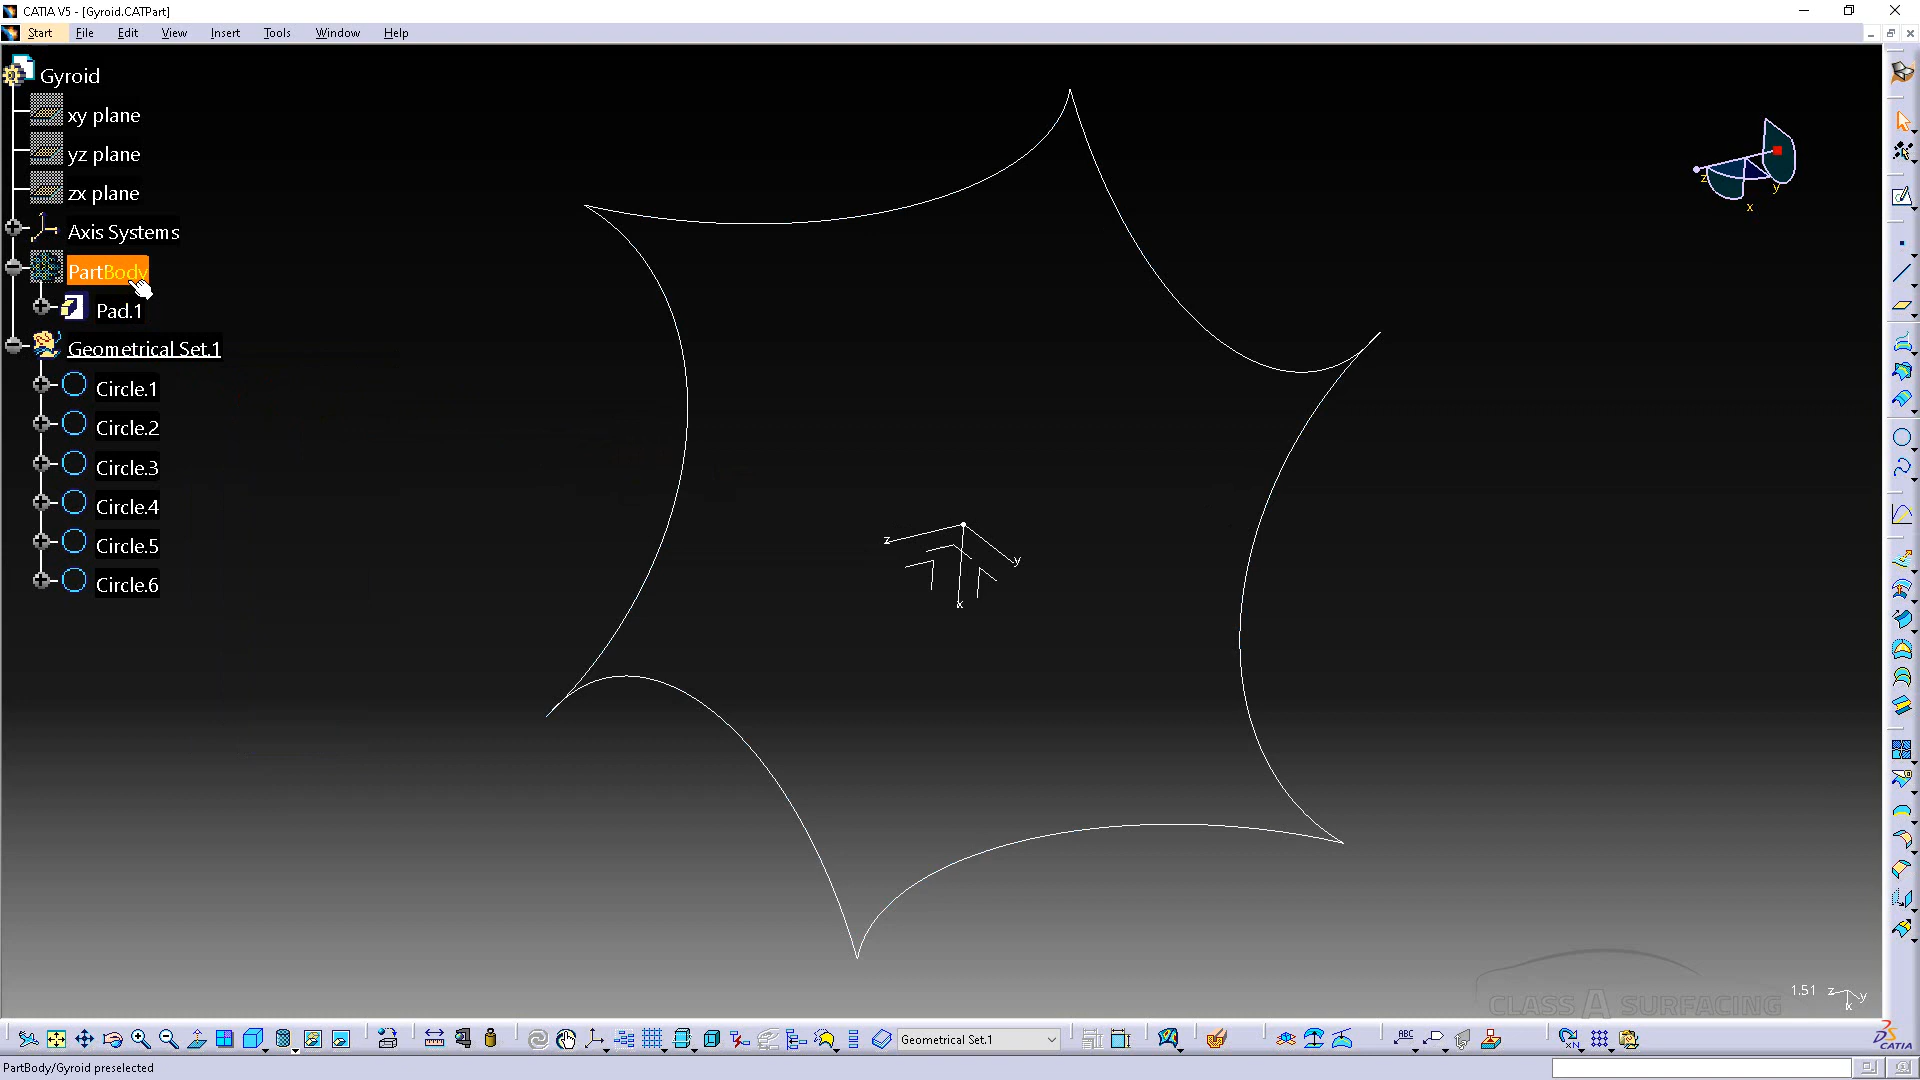 CATIA V5 - [Gyroid.CATPart]
Start File Edit View Insert Tools Window Help
Gyroid
xy plane
yz plane
zx plane
Axis Systems
PartBody
Pad.1
Geometrical Set.1
Circle.1
Circle.2
Circle.3
Circle.4
Circle.5
Circle.6
z
y
x
z
y
x
CLASS A SURFACING
1.51
z
y
x
Geometrical Set.1
ABC
CATIA
PartBody/Gyroid preselected